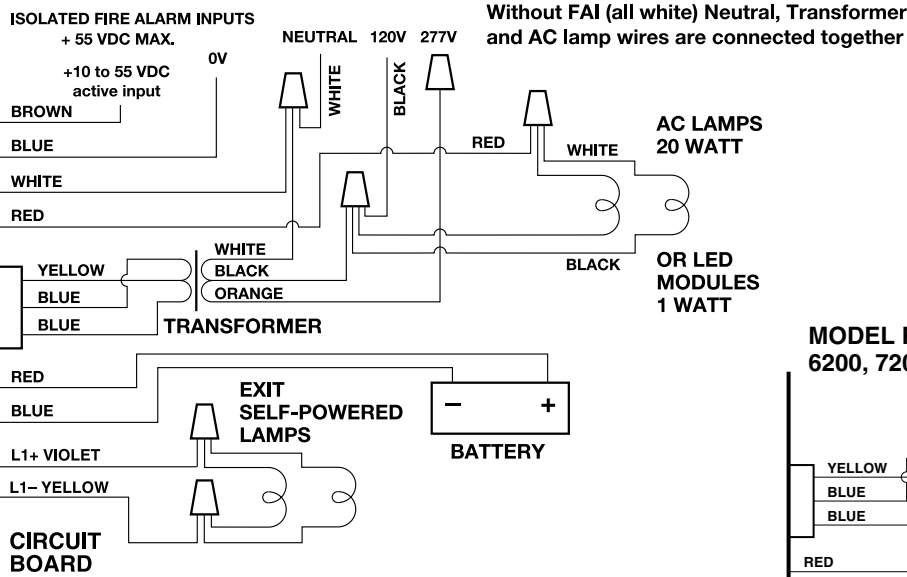 ISOLATED FIRE ALARM INPUTS
+ 55 VDC MAX.
+10 to 55 VDC
active input
0V
NEUTRAL 120V 277V
WHITE
BLACK
Without FAI (all white) Neutral, Transformer
and AC lamp wires are connected together
BROWN
BLUE
WHITE
RED
RED
WHITE
AC LAMPS
20 WATT
BLACK
OR LED
MODULES
1 WATT
YELLOW
BLUE
BLUE
WHITE
BLACK
ORANGE
TRANSFORMER
RED
BLUE
EXIT
SELF-POWERED
LAMPS
– +
BATTERY
L1+ VIOLET
L1– YELLOW
CIRCUIT
BOARD
MODEL
6200, 720
YELLOW
BLUE
BLUE
RED